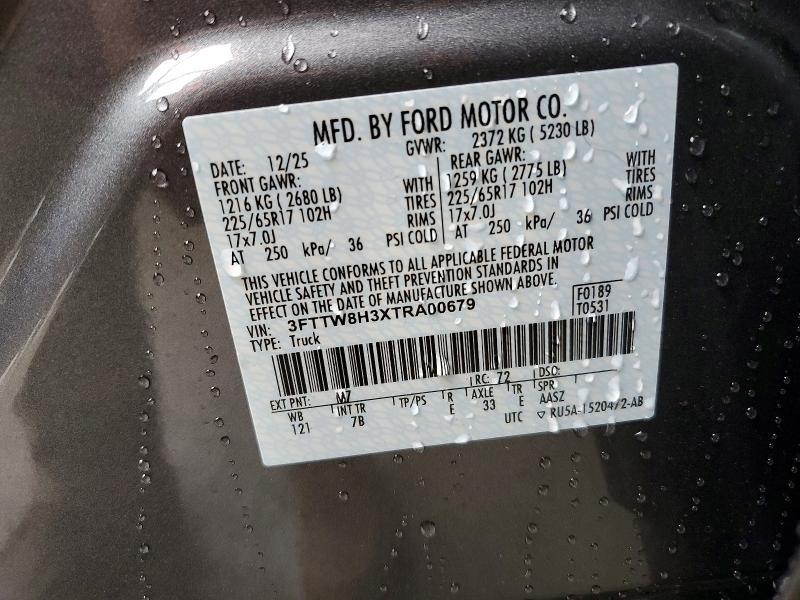 MFD. BY FORD MOTOR CO.
DATE: 12/25 GVWR: 2372 KG ( 5230 LB)
FRONT GAWR: REAR GAWR:
1216 KG ( 2680 LB) WITH 1259 KG ( 2775 LB) WITH
225/65R17 102H TIRES 225/65R17 102H TIRES
17x7.0J RIMS 17x7.0J RIMS
AT 250 kPa/ 36 PSI COLD AT 250 kPa/ 36 PSI COLD
THIS VEHICLE CONFORMS TO ALL APPLICABLE FEDERAL MOTOR
VEHICLE SAFETY AND THEFT PREVENTION STANDARDS IN
EFFECT ON THE DATE OF MANUFACTURE SHOWN ABOVE.
VIN: 3FTTW8H3XTRA00679 F0189
TYPE: Truck T0531
EXT PNT: M7 RC: 72 DSO:
WB INT TR TP/PS R AXLE TR SPR
121 7B E 33 E AASZ
UTC ▽ RU5A-1520472-AB